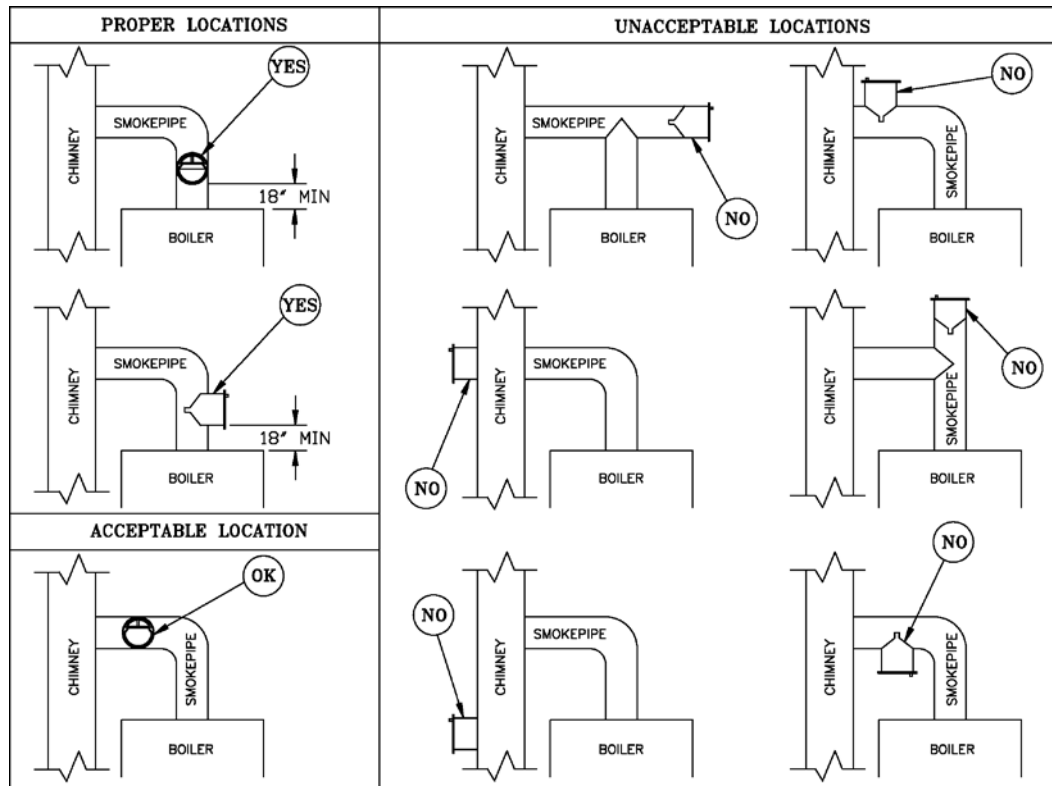 PROPER LOCATIONS
YES
CHIMNEY
SMOKEPIPE
18" MIN
BOILER
YES
CHIMNEY
SMOKEPIPE
18" MIN
BOILER
ACCEPTABLE LOCATION
OK
CHIMNEY
SMOKEPIPE
BOILER
UNACCEPTABLE LOCATIONS
CHIMNEY
SMOKEPIPE
NO
BOILER
NO
CHIMNEY
SMOKEPIPE
BOILER
CHIMNEY
SMOKEPIPE
NO
BOILER
CHIMNEY
NO
SMOKEPIPE
BOILER
NO
CHIMNEY
SMOKEPIPE
BOILER
NO
CHIMNEY
SMOKEPIPE
BOILER